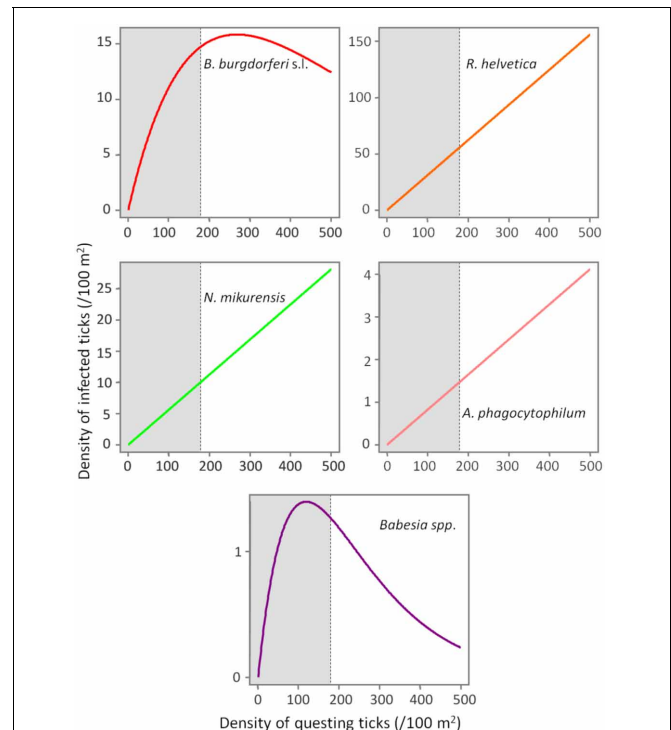 15
10
5
0
B. burgdorferi s.l.
0 100 200 300 400 500
150
100
50
0
R. helvetica
0 100 200 300 400 500
Density of infected ticks (/100 m²)
25
20
15
10
5
0
N. mikurensis
0 100 200 300 400 500
4
3
2
1
0
A. phagocytophilum
0 100 200 300 400 500
1
0
Babesia spp.
0 100 200 300 400 500
Density of questing ticks (/100 m²)